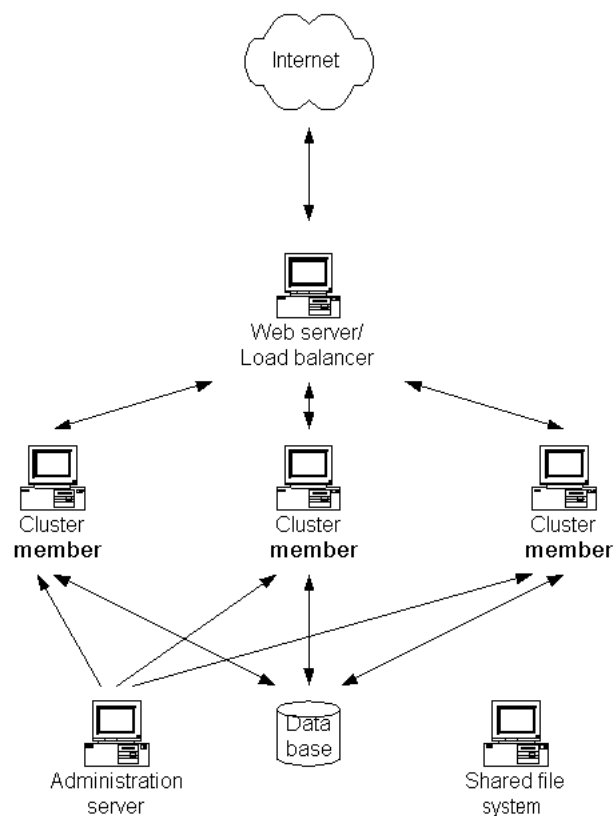 Internet
Web server/
Load balancer
Cluster
member
Cluster
member
Cluster
member
Administration
server
Data
base
Shared file
system